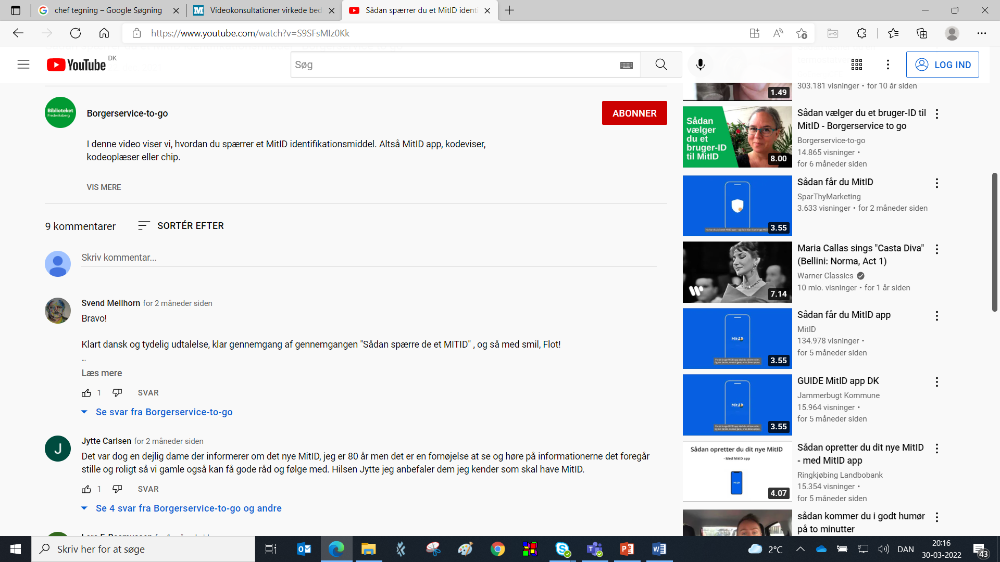 chef tegning – Google Søgning
Videokonsultationer virkede bed
Sådan spærrer du et MitID identi
https://www.youtube.com/watch?v=S9SFsMIz0Kk
YouTube DK
Søg
LOG IND
Biblioteket
Frederiksberg
Borgerservice-to-go
ABONNER
I denne video viser vi, hvordan du spærrer et MitID identifikationsmiddel. Altså MitID app, kodeviser,
kodeoplæser eller chip.
VIS MERE
9 kommentarer
SORTÉR EFTER
Skriv kommentar...
Svend Mellhorn for 2 måneder siden
Bravo!
Klart dansk og tydelig udtalelse, klar gennemgang af gennemgangen "Sådan spærre de et MITID" , og så med smil, Flot!
...
Læs mere
1 SVAR
Se svar fra Borgerservice-to-go
J
Jytte Carlsen for 2 måneder siden
Det var dog en dejlig dame der informerer om det nye MitID, jeg er 80 år men det er en fornøjelse at se og høre på informationerne det foregår
stille og roligt så vi gamle også kan få gode råd og følge med. Hilsen Jytte jeg anbefaler dem jeg kender som skal have MitID.
1 SVAR
Se 4 svar fra Borgerservice-to-go og andre
1.49
303.181 visninger • for 10 år siden
Sådan
vælger
du et
bruger-ID
til MitID
8.00
Sådan vælger du et bruger-ID til
MitID - Borgerservice to go
Borgerservice-to-go
14.865 visninger •
for 6 måneder siden
3.55
Sådan får du MitID
SparThyMarketing
3.633 visninger • for 2 måneder siden
7.14
Maria Callas sings "Casta Diva"
(Bellini: Norma, Act 1)
Warner Classics
10 mio. visninger • for 1 år siden
MitID
3.55
Sådan får du MitID app
MitID
134.978 visninger •
for 5 måneder siden
MitID
3.55
GUIDE MitID app DK
Jammerbugt Kommune
15.964 visninger •
for 5 måneder siden
Sådan opretter du dit nye MitID
- Med MitID app
4.07
Sådan opretter du dit nye MitID
- med MitID app
Ringkjøbing Landbobank
15.354 visninger •
for 5 måneder siden
sådan kommer du i godt humør
på to minutter
Skriv her for at søge
2°C
DAN
20:16
30-03-2022
43